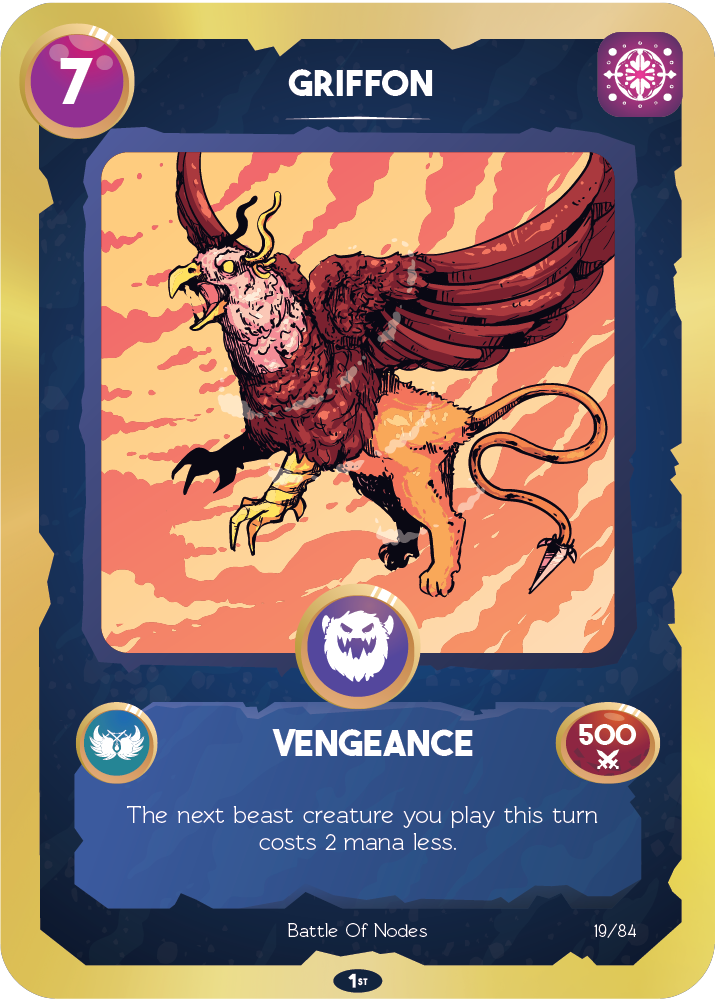 7
GRIFFON
VENGEANCE
500
The next beast creature you play this turn
costs 2 mana less.
Battle Of Nodes
19/84
1ST